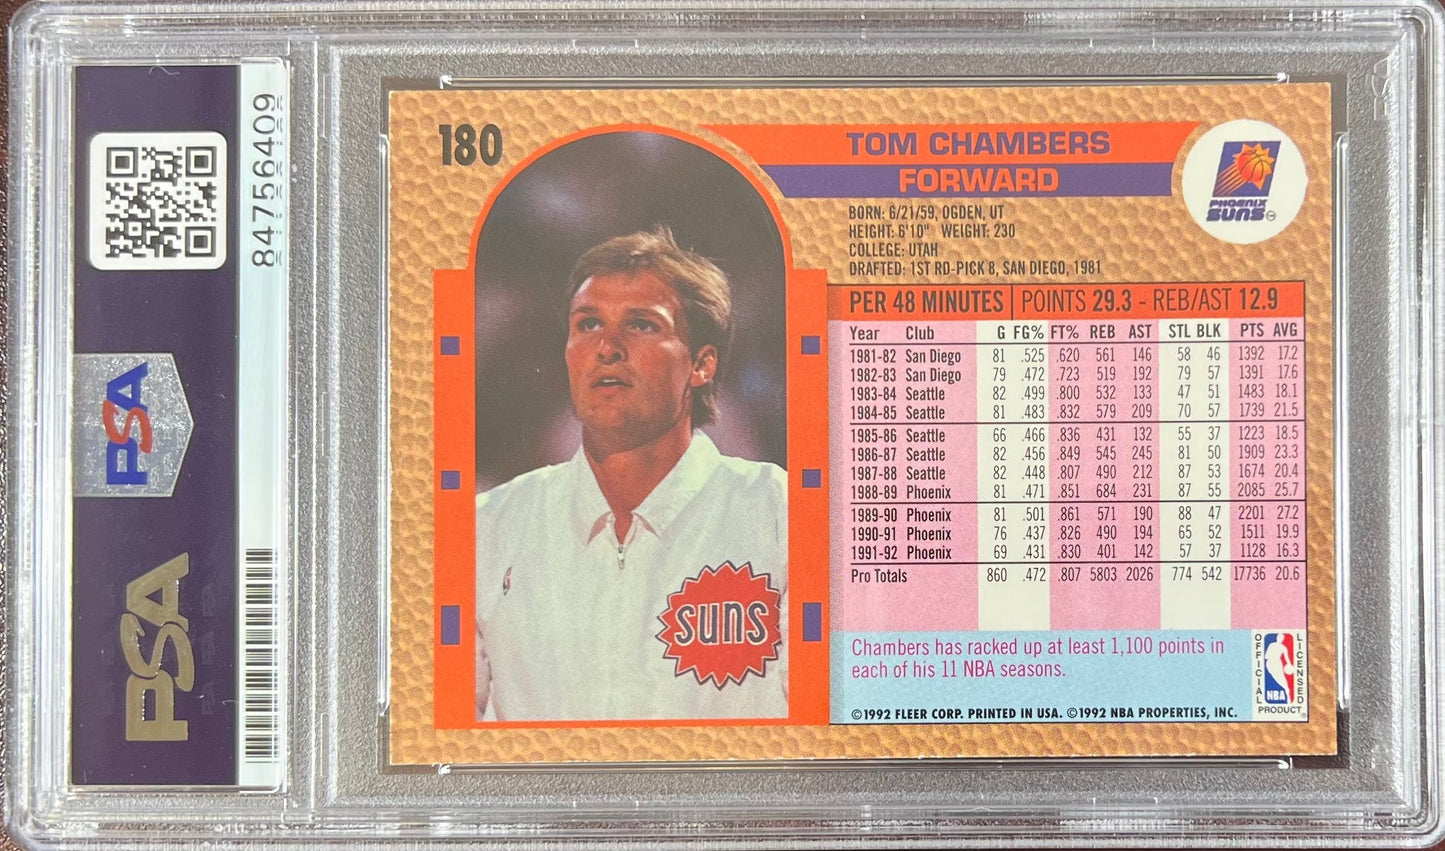 84756409
PSA
PSA
180
TOM CHAMBERS
FORWARD
PHOENIX
SUNS
BORN: 6/21/59, OGDEN, UT
HEIGHT: 6'10" WEIGHT: 230
COLLEGE: UTAH
DRAFTED: 1ST RD-PICK 8, SAN DIEGO, 1981
PER 48 MINUTES POINTS 29.3 - REB/AST 12.9
Year Club G FG% FT% REB AST STL BLK PTS AVG
1981-82 San Diego 81 .525 .620 561 146 58 46 1392 17.2
1982-83 San Diego 79 .472 .723 519 192 79 57 1391 17.6
1983-84 Seattle 82 .499 .800 532 133 47 51 1483 18.1
1984-85 Seattle 81 .483 .832 579 209 70 57 1739 21.5
1985-86 Seattle 66 .466 .836 431 132 55 37 1223 18.5
1986-87 Seattle 82 .456 .849 545 245 81 50 1909 23.3
1987-88 Seattle 82 .448 .807 490 212 87 53 1674 20.4
1988-89 Phoenix 81 .471 .851 684 231 87 55 2085 25.7
1989-90 Phoenix 81 .501 .861 571 190 88 47 2201 27.2
1990-91 Phoenix 76 .437 .826 490 194 65 52 1511 19.9
1991-92 Phoenix 69 .431 .830 401 142 57 37 1128 16.3
Pro Totals 860 .472 .807 5803 2026 774 542 17736 20.6
suns
Chambers has racked up at least 1,100 points in
each of his 11 NBA seasons.
OFFICIAL LICENSED
NBA
PRODUCT
©1992 FLEER CORP. PRINTED IN USA. ©1992 NBA PROPERTIES, INC.